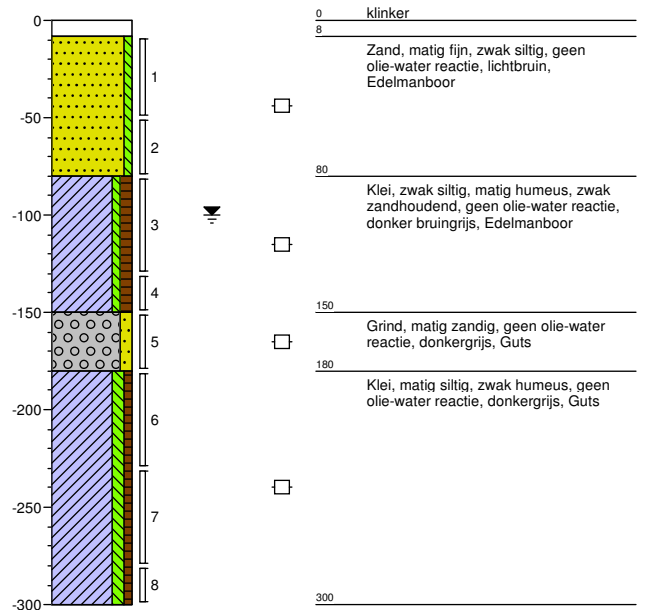 0
-50
-100
-150
-200
-250
-300
1
2
3
4
5
6
7
8
0
klinker
8
Zand, matig fijn, zwak siltig, geen
olie-water reactie, lichtbruin,
Edelmanboor
80
Klei, zwak siltig, matig humeus, zwak
zandhoudend, geen olie-water reactie,
donker bruingrijs, Edelmanboor
150
Grind, matig zandig, geen olie-water
reactie, donkergrijs, Guts
180
Klei, matig siltig, zwak humeus, geen
olie-water reactie, donkergrijs, Guts
300